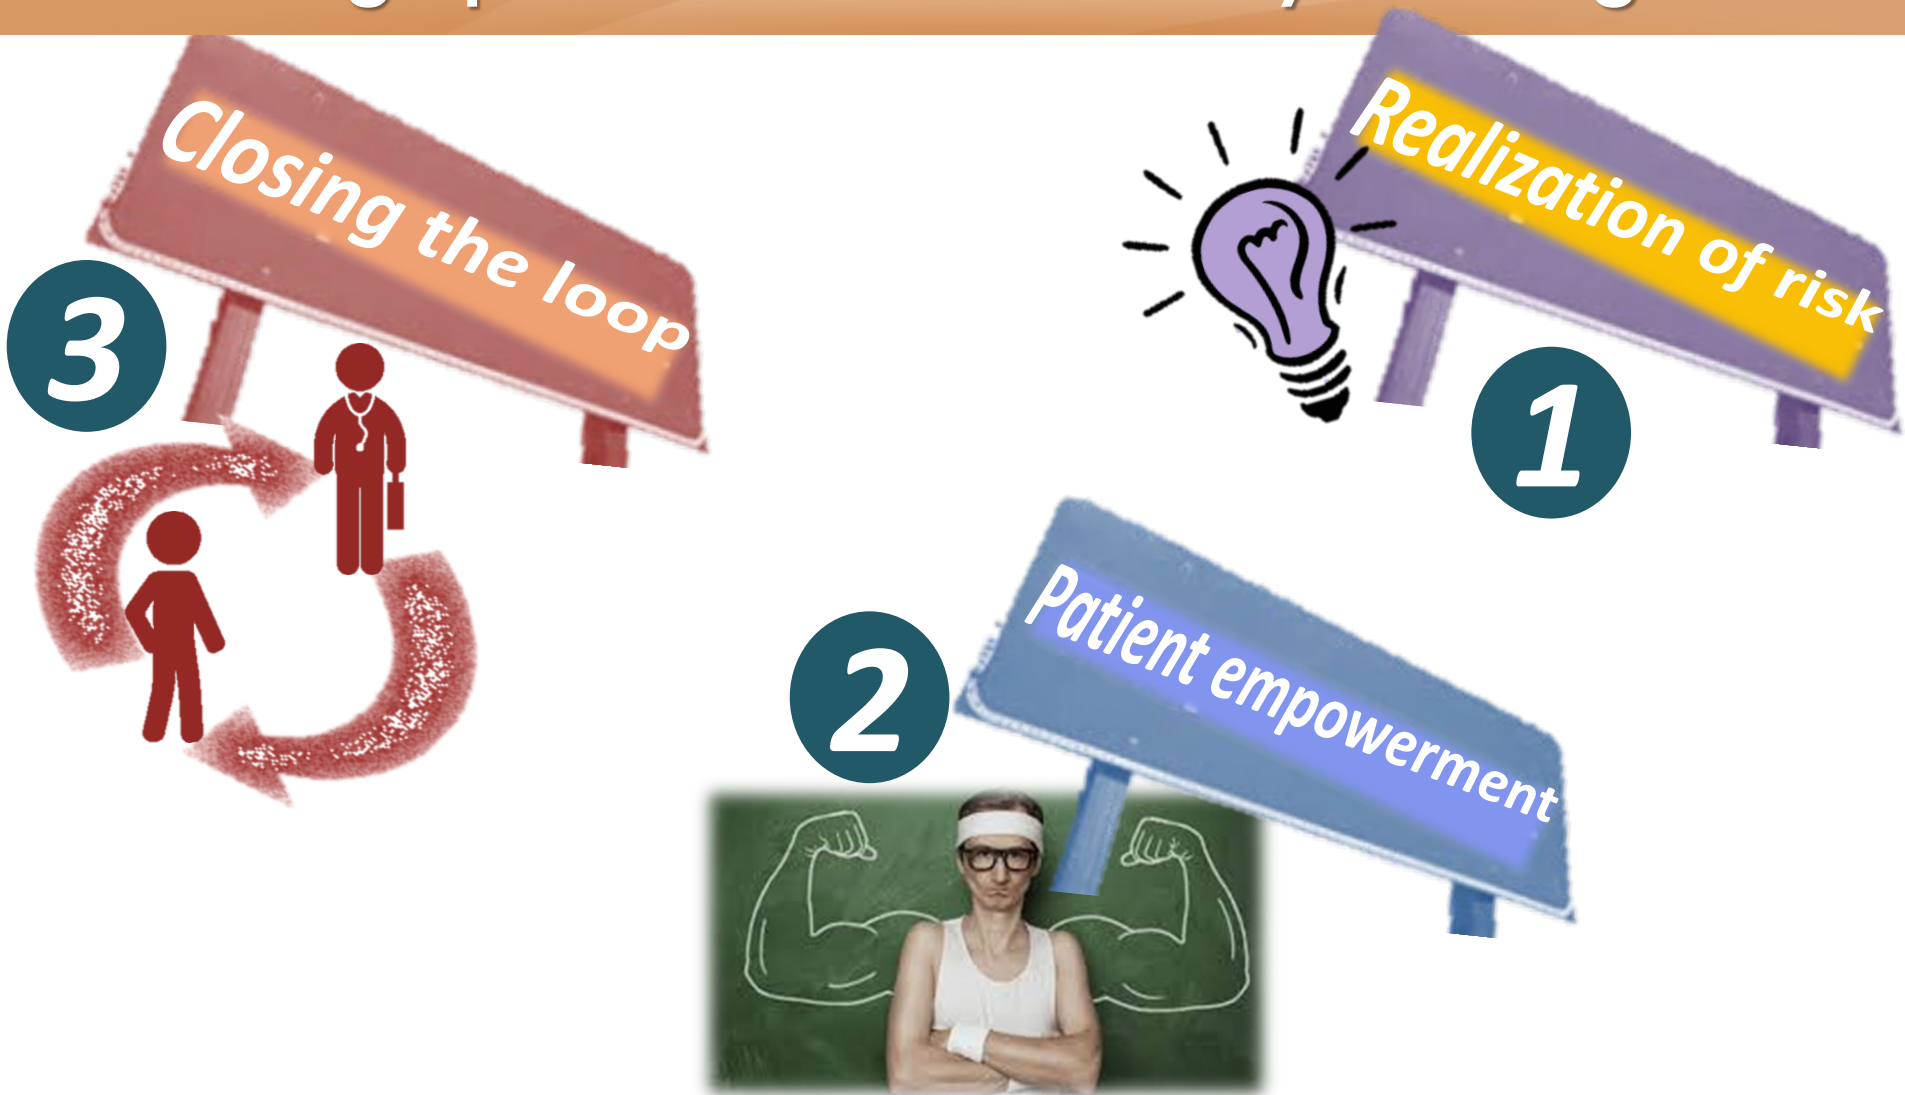 Closing the loop
3
Realization of risk
1
Patient empowerment
2